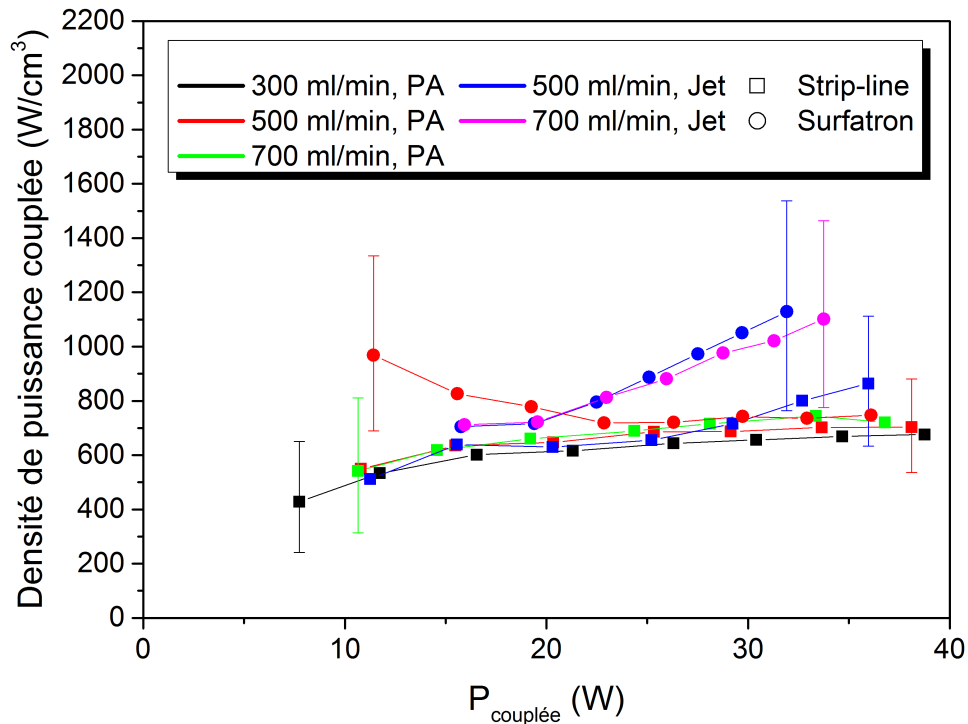 2200
2000
1800
1600
1400
1200
1000
800
600
400
200
0
Densité de puissance couplée (W/cm³)
300 ml/min, PA 500 ml/min, Jet Strip-line
500 ml/min, PA 700 ml/min, Jet Surfatron
700 ml/min, PA
0 10 20 30 40
P couplée (W)